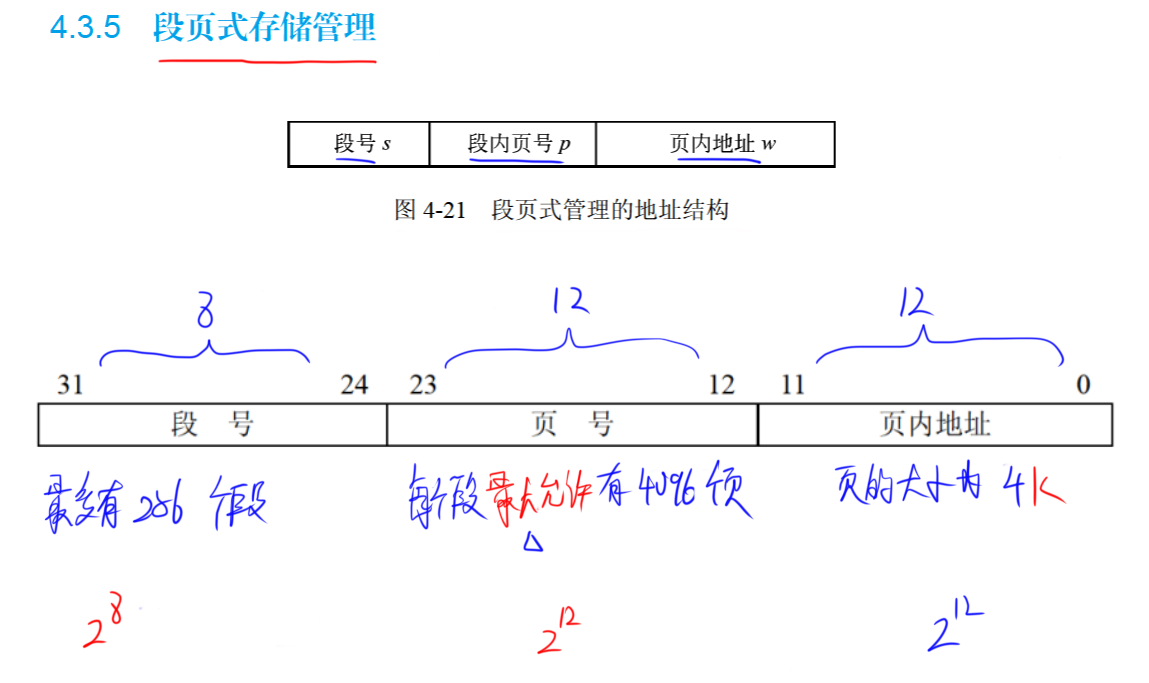 4.3.5 段页式存储管理
段号 s 段内页号 p 页内地址 w
图 4-21 段页式管理的地址结构
8 12 12
31 24 23 12 11 0
段 号 页 号 页内地址
最多有 256 个段 每个段最大允许有 4096 个页 页的大小为 4K
2^8 2^12 2^12